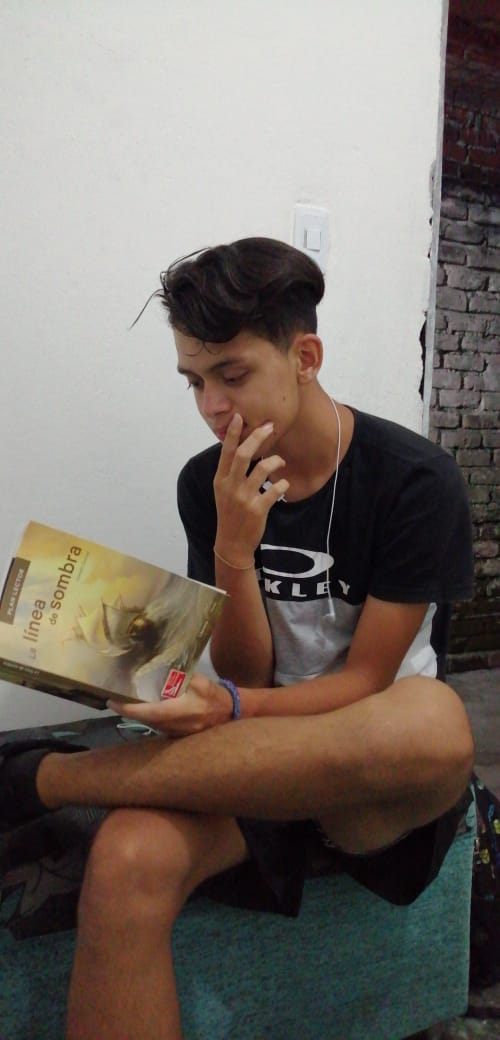 PLAN LECTOR
La línea
de sombra
OAKLEY